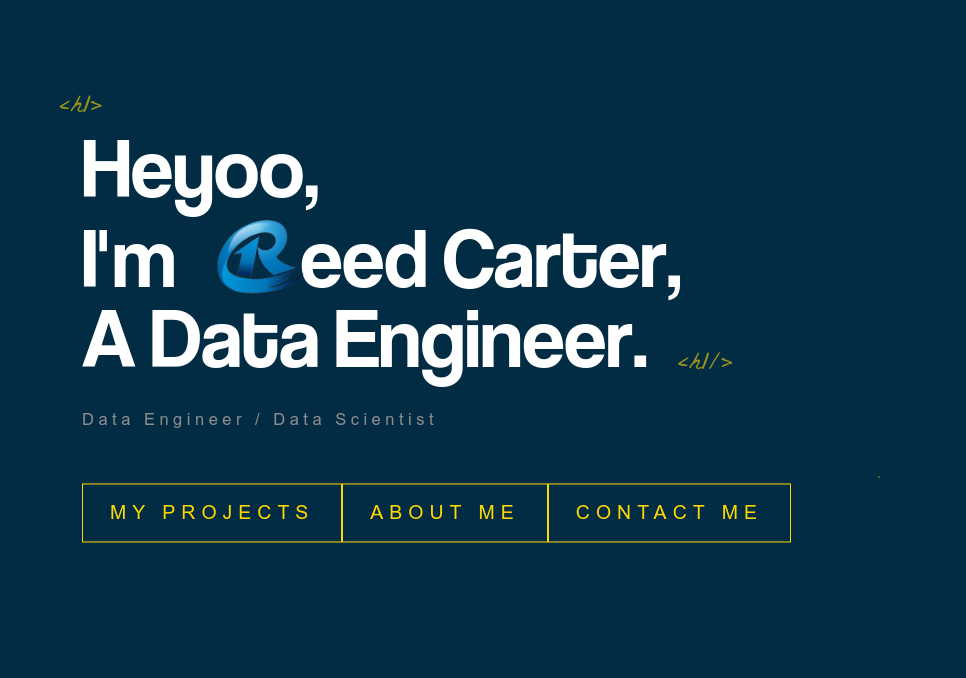 <h1>
Heyoo,
I'm Reed Carter,
A Data Engineer.
<h1/>
Data Engineer / Data Scientist
MY PROJECTS
ABOUT ME
CONTACT ME